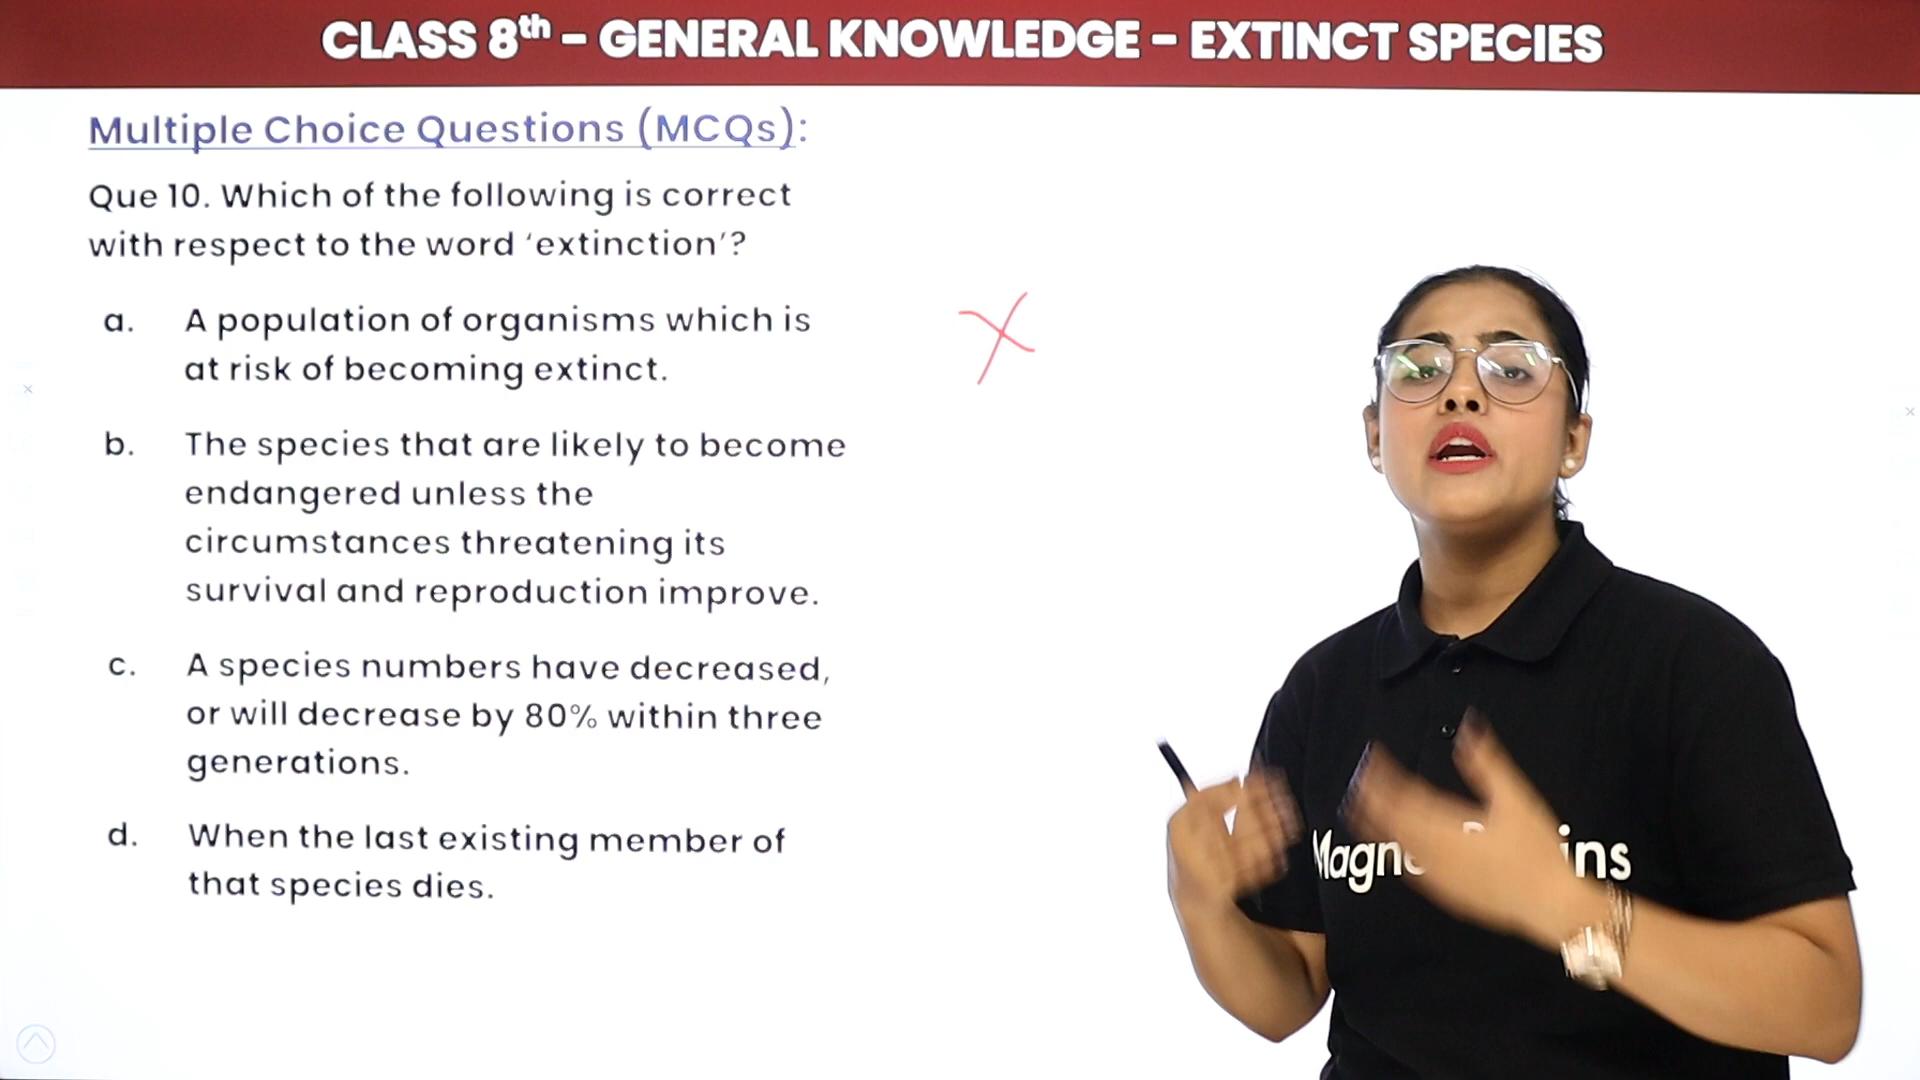 CLASS 8th – GENERAL KNOWLEDGE – EXTINCT SPECIES
Multiple Choice Questions (MCQs):
Que 10. Which of the following is correct
with respect to the word ‘extinction’?
a. A population of organisms which is
at risk of becoming extinct.
b. The species that are likely to become
endangered unless the
circumstances threatening its
survival and reproduction improve.
c. A species numbers have decreased,
or will decrease by 80% within three
generations.
d. When the last existing member of
that species dies.